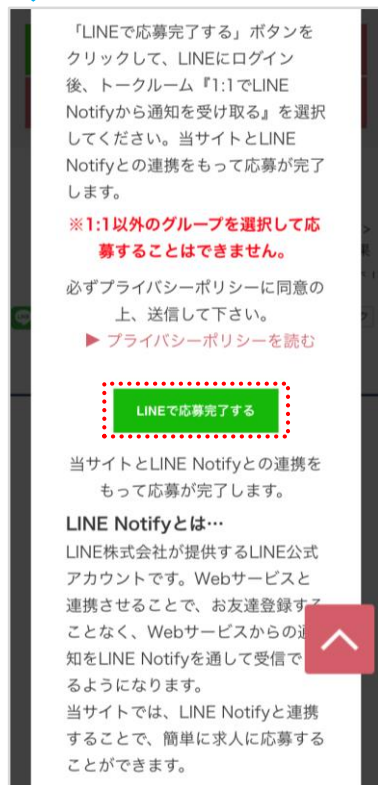 「LINEで応募完了する」ボタンを
クリックして、LINEにログイン
後、トークルーム『1:1でLINE
Notifyから通知を受け取る』を選択
してください。当サイトとLINE
Notifyとの連携をもって応募が完了
します。
※1:1以外のグループを選択して応
募することはできません。
必ずプライバシーポリシーに同意の
上、送信して下さい。
▶ プライバシーポリシーを読む
LINEで応募完了する
当サイトとLINE Notifyとの連携を
もって応募が完了します。
LINE Notifyとは…
LINE株式会社が提供するLINE公式
アカウントです。Webサービスと
連携させることで、お友達登録する
ことなく、Webサービスからの通
知をLINE Notifyを通して受信で
るようになります。
当サイトでは、LINE Notifyと連携
することで、簡単に求人に応募する
ことができます。